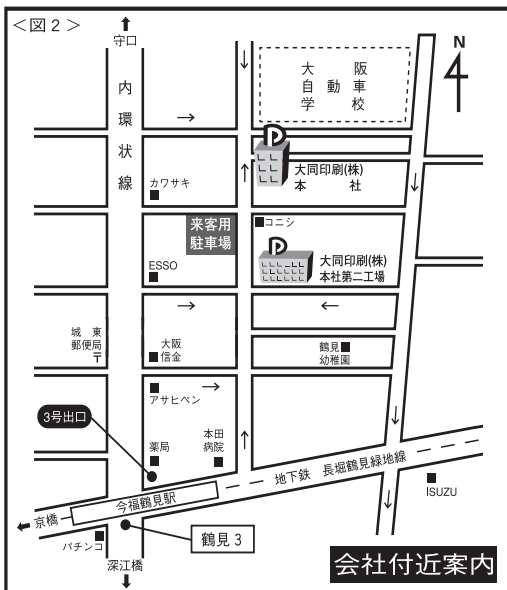 ＜図２＞
守口
N
大阪
自動車
学校
内環状線
大同印刷(株)
本社
カワサキ
来客用
駐車場
コニシ
大同印刷(株)
本社第二工場
ESSO
城東
郵便局
〒
大阪
信金
鶴見
幼稚園
アサヒペン
3号出口
薬局
本田
病院
地下鉄 長堀鶴見緑地線
今福鶴見駅
ISUZU
京橋
パチンコ
鶴見３
深江橋
会社付近案内